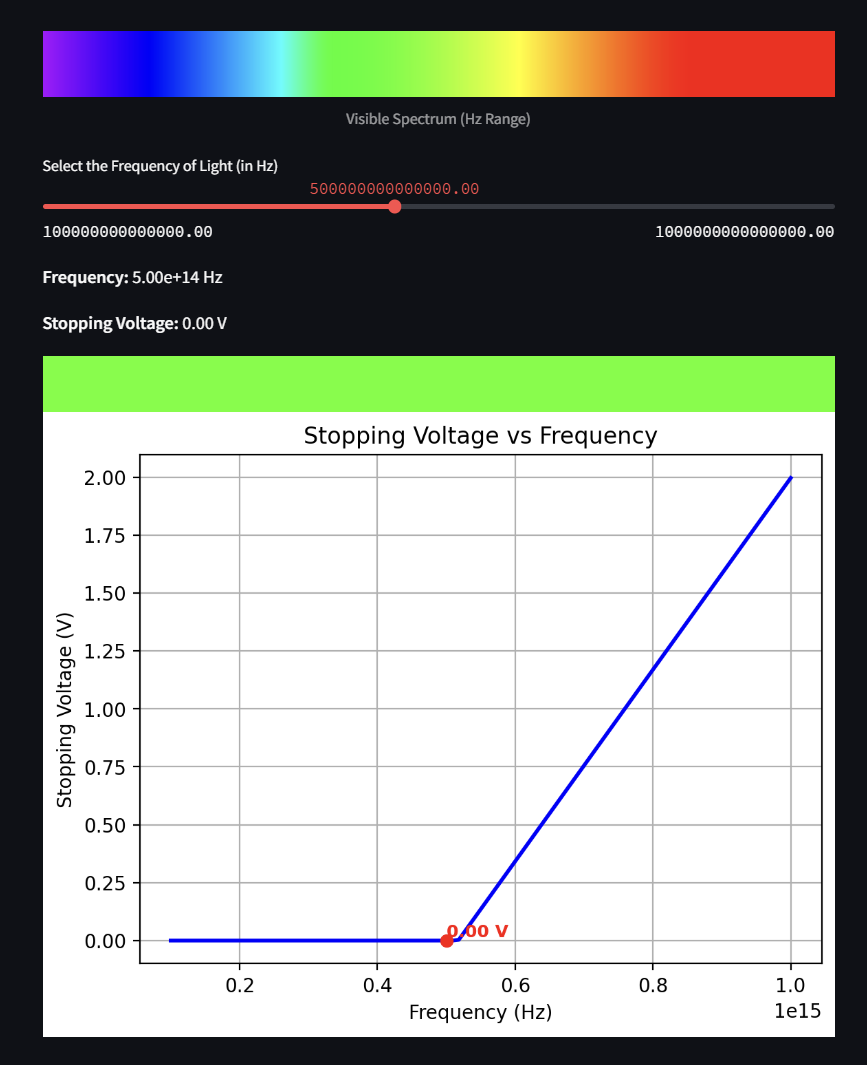 Visible Spectrum (Hz Range)
Select the Frequency of Light (in Hz)
500000000000000.00
100000000000000.00 1000000000000000.00
Frequency: 5.00e+14 Hz
Stopping Voltage: 0.00 V
Stopping Voltage vs Frequency
Stopping Voltage (V)
2.00
1.75
1.50
1.25
1.00
0.75
0.50
0.25
0.00
0.00 V
0.2 0.4 0.6 0.8 1.0
1e15
Frequency (Hz)